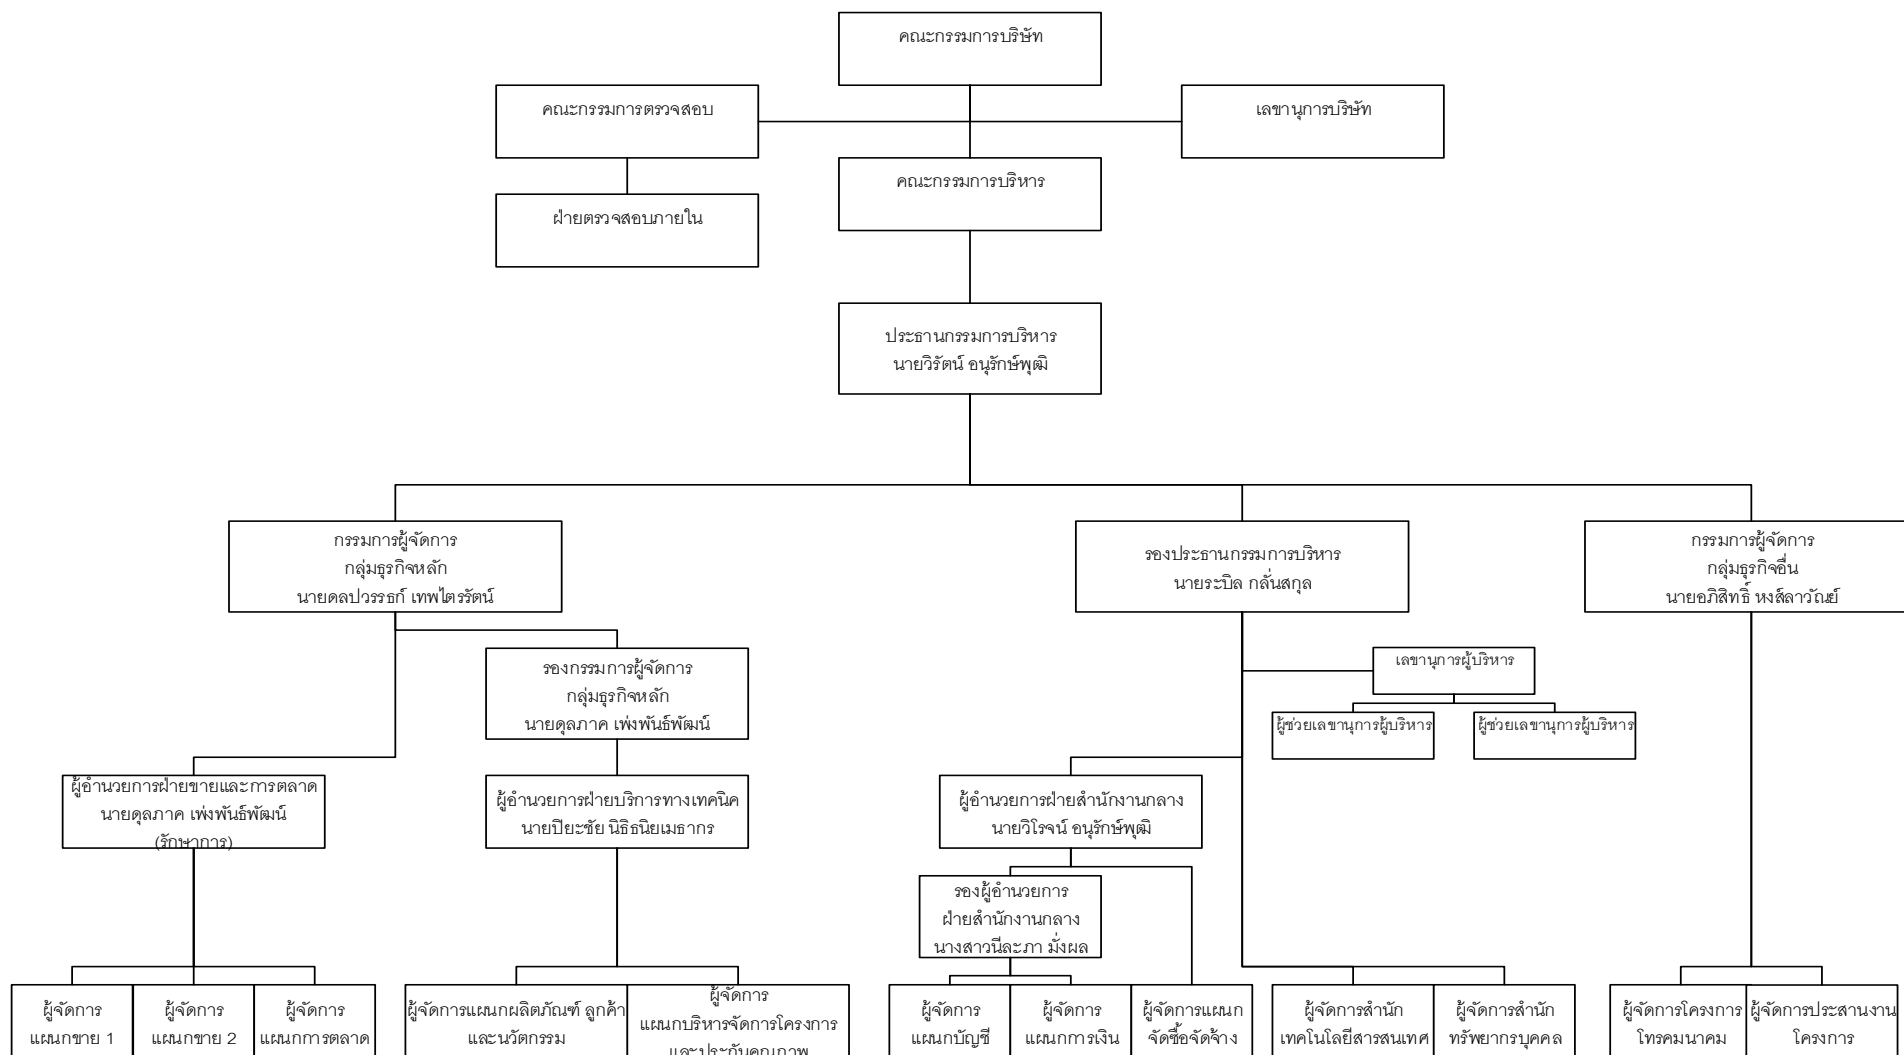 คณะกรรมการบริษัท
คณะกรรมการตรวจสอบ
เลขานุการบริษัท
คณะกรรมการบริหาร
ฝ่ายตรวจสอบภายใน
ประธานกรรมการบริหาร
นายวิรัตน์ อนุรักษ์พุฒิ
กรรมการผู้จัดการ
กลุ่มธุรกิจหลัก
นายดลปวรรธก์ เทพไตรรัตน์
รองประธานกรรมการบริหาร
นายระบิล กลั่นสกุล
กรรมการผู้จัดการ
กลุ่มธุรกิจอื่น
นายอภิสิทธิ์ หงส์ลาวัณย์
รองกรรมการผู้จัดการ
กลุ่มธุรกิจหลัก
นายดุลภาค เพ่งพันธ์พัฒน์
เลขานุการผู้บริหาร
ผู้ช่วยเลขานุการผู้บริหาร
ผู้ช่วยเลขานุการผู้บริหาร
ผู้อำนวยการฝ่ายขายและการตลาด
นายดุลภาค เพ่งพันธ์พัฒน์
(รักษาการ)
ผู้อำนวยการฝ่ายบริการทางเทคนิค
นายปิยะชัย นิธิธนิยเมธากร
ผู้อำนวยการฝ่ายสำนักงานกลาง
นายวิโรจน์ อนุรักษ์พุฒิ
รองผู้อำนวยการ
ฝ่ายสำนักงานกลาง
นางสาวนีละภา มั่งผล
ผู้จัดการ
แผนกขาย 1
ผู้จัดการ
แผนกขาย 2
ผู้จัดการ
แผนกการตลาด
ผู้จัดการแผนกผลิตภัณฑ์ ลูกค้า
และนวัตกรรม
ผู้จัดการ
แผนกบริหารจัดการโครงการ
และประกันคุณภาพ
ผู้จัดการ
แผนกบัญชี
ผู้จัดการ
แผนกการเงิน
ผู้จัดการแผนก
จัดซื้อจัดจ้าง
ผู้จัดการสำนัก
เทคโนโลยีสารสนเทศ
ผู้จัดการสำนัก
ทรัพยากรบุคคล
ผู้จัดการโครงการ
โทรคมนาคม
ผู้จัดการประสานงาน
โครงการ